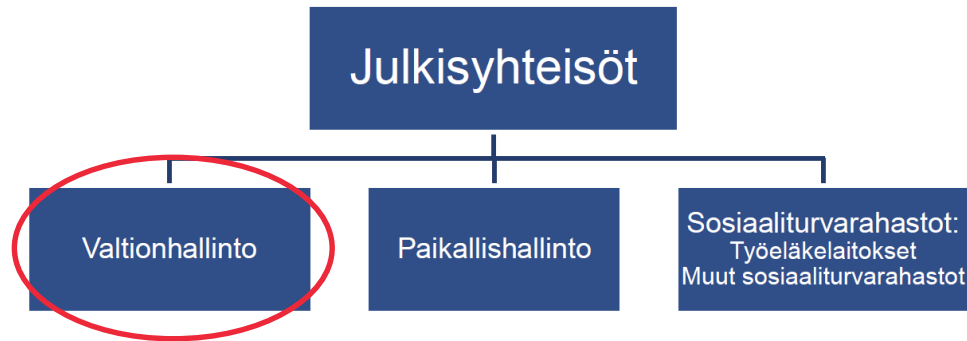 Julkisyhteisöt
Valtionhallinto
Paikallishallinto
Sosiaaliturvarahastot:
Työeläkelaitokset
Muut sosiaaliturvarahastot